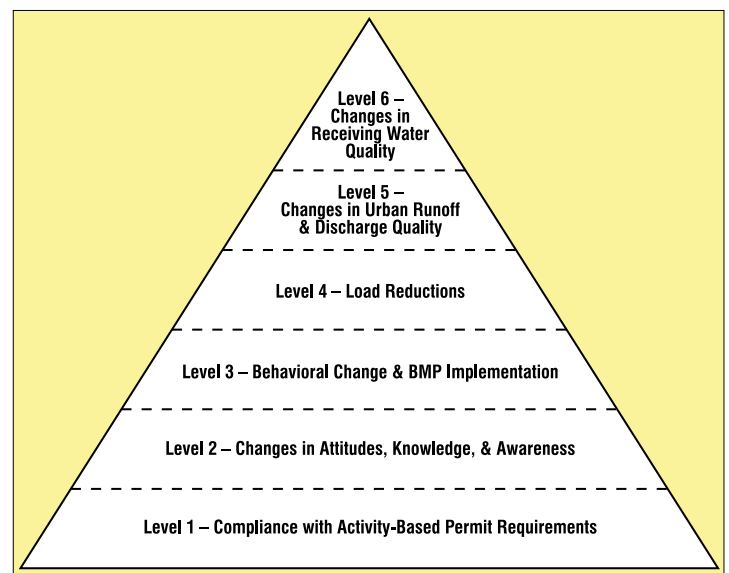 Level 6 –
Changes in
Receiving Water
Quality
Level 5 –
Changes in Urban Runoff
& Discharge Quality
Level 4 – Load Reductions
Level 3 – Behavioral Change & BMP Implementation
Level 2 – Changes in Attitudes, Knowledge, & Awareness
Level 1 – Compliance with Activity-Based Permit Requirements